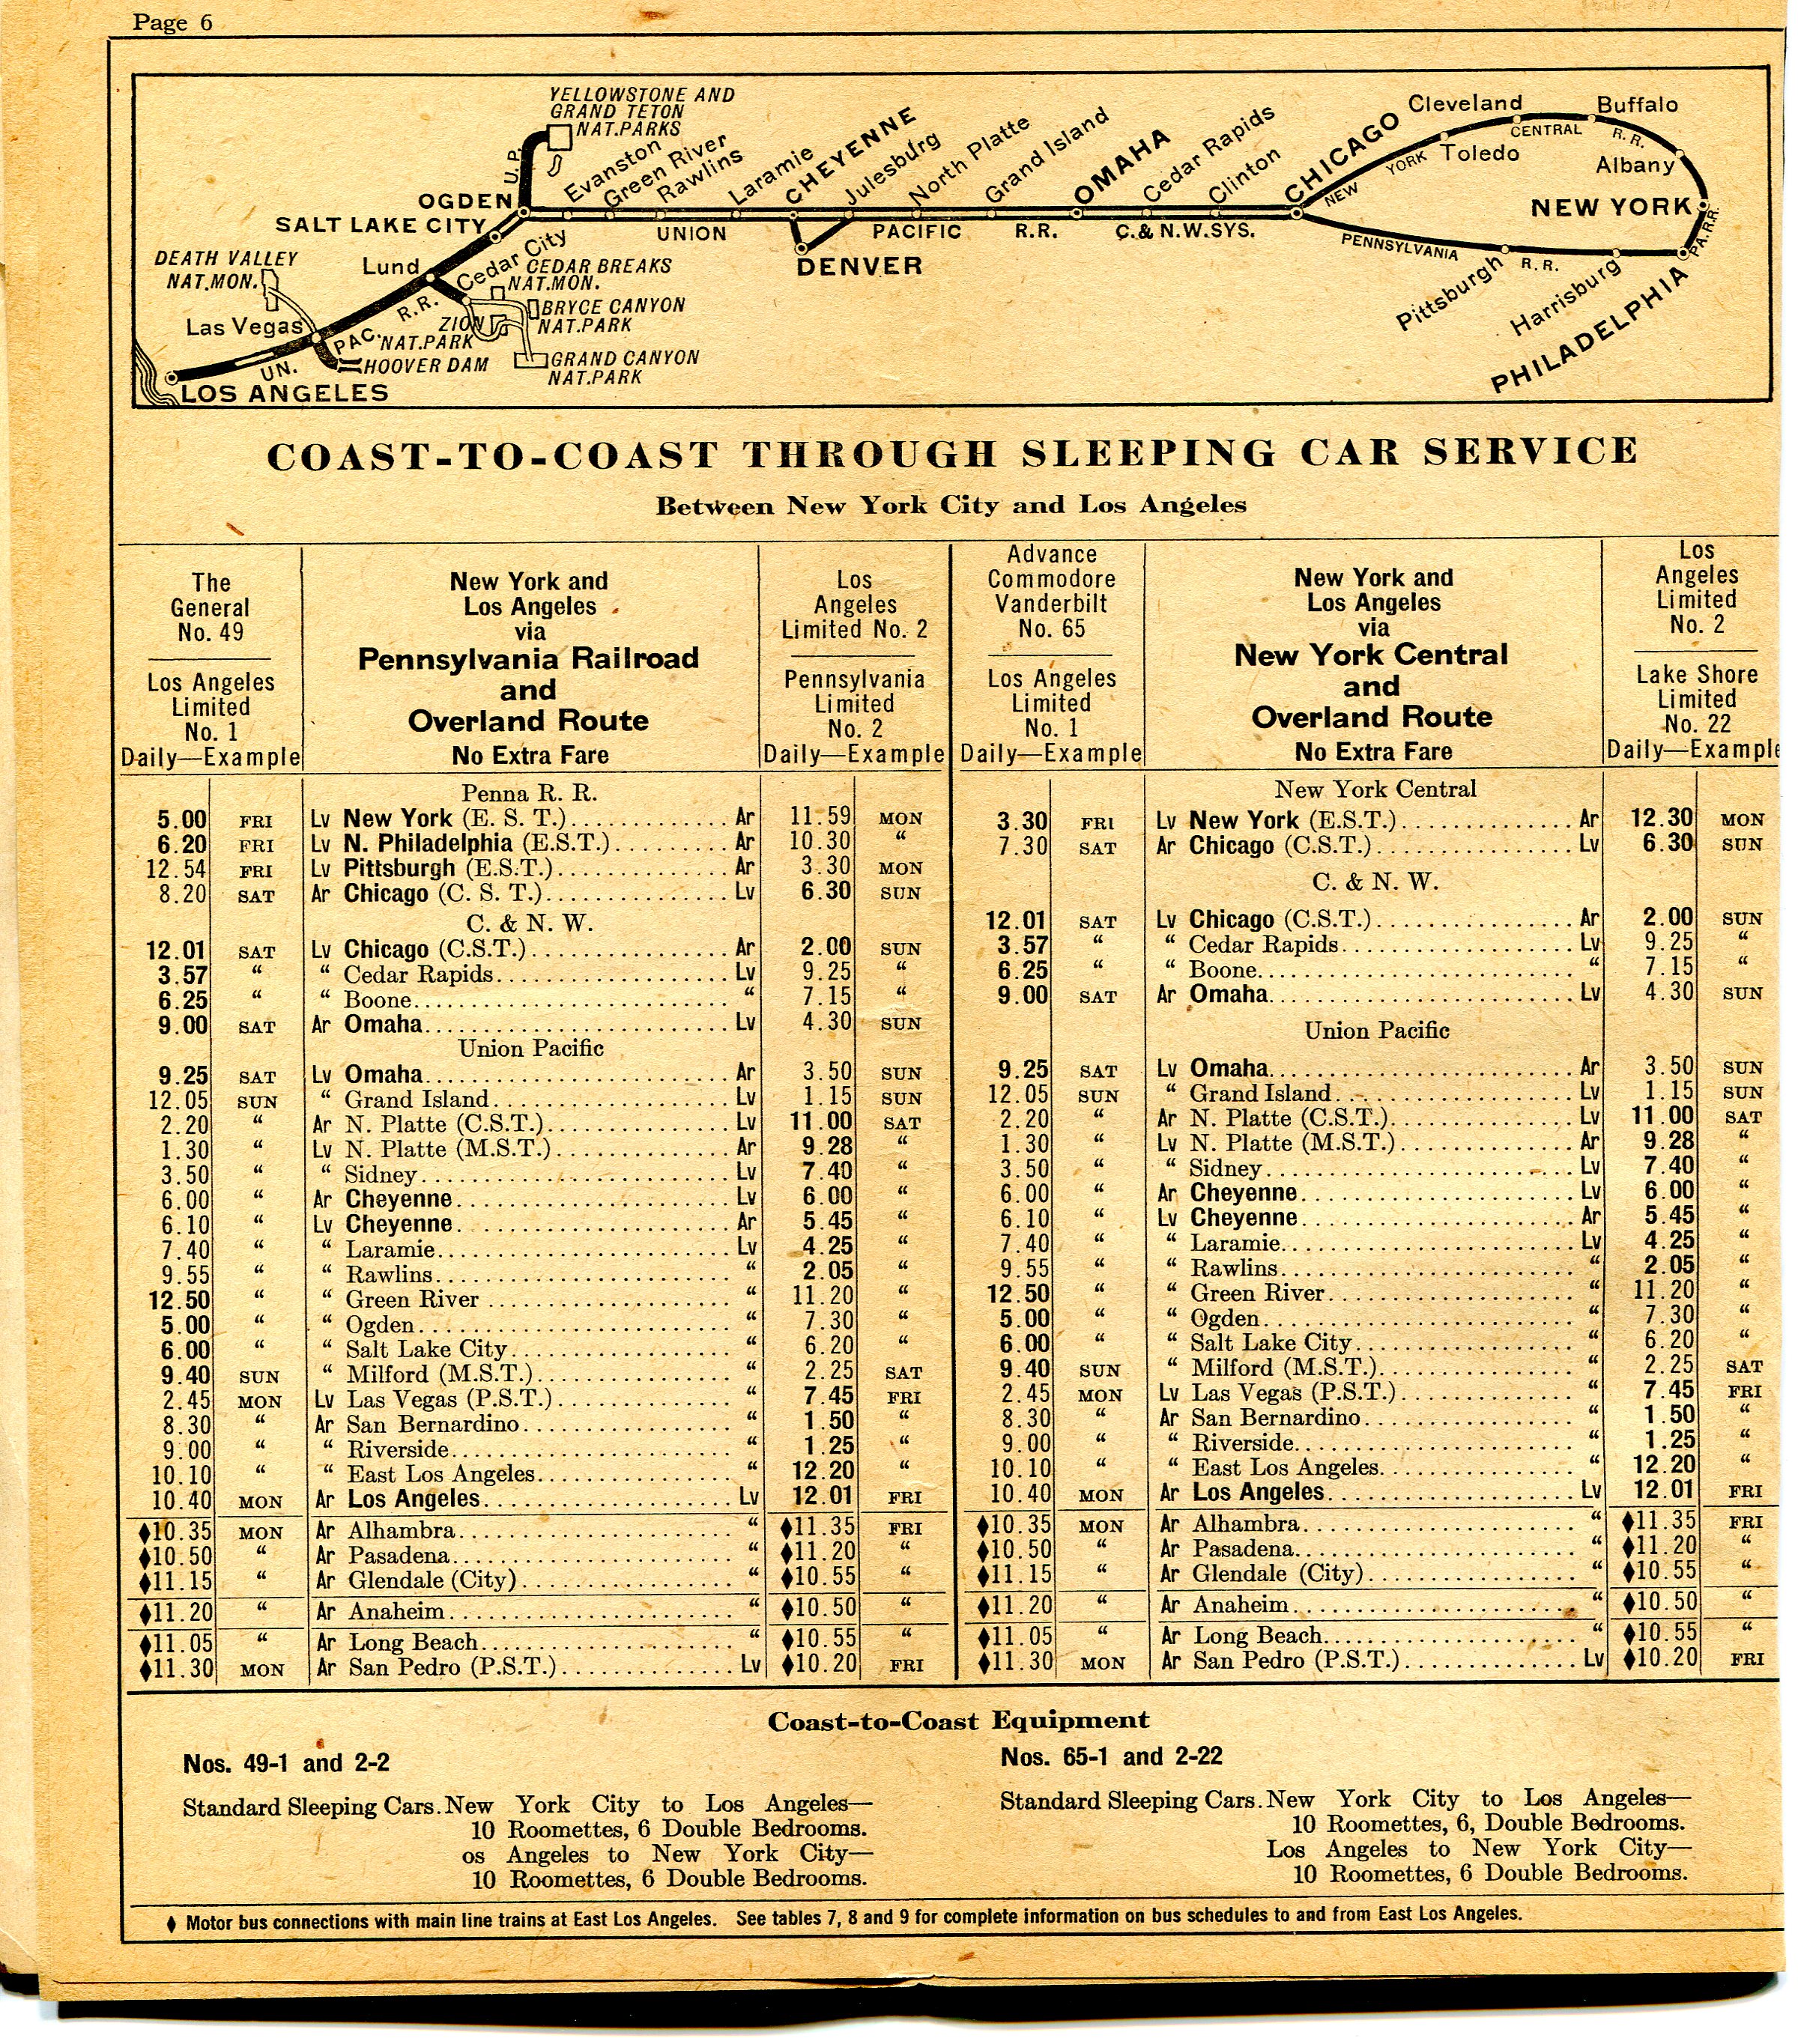 Page 6
YELLOWSTONE AND
GRAND TETON
NAT. PARKS
U. P.
Evanston
Green River
Rawlins
Laramie
CHEYENNE
Julesburg
North Platte
Grand Island
OMAHA
Cedar Rapids
Clinton
CHICAGO
Cleveland
Buffalo
NEW YORK CENTRAL R. R.
Toledo
Albany
OGDEN
SALT LAKE CITY
NEW YORK
UNION PACIFIC R.R. C. & N.W. SYS.
PENNSYLVANIA R. R.
PA. R.R.
DENVER
DEATH VALLEY
NAT. MON.
Lund
Cedar City
CEDAR BREAKS
NAT. MON.
BRYCE CANYON
NAT. PARK
Las Vegas
UN. PAC. R.R.
ZION
NAT. PARK
HOOVER DAM
GRAND CANYON
NAT. PARK
LOS ANGELES
Pittsburgh
Harrisburg
PHILADELPHIA
COAST-TO-COAST THROUGH SLEEPING CAR SERVICE
Between New York City and Los Angeles
The
General
No. 49
Los Angeles
Limited
No. 1
Daily—Example
New York and
Los Angeles
via
Pennsylvania Railroad
and
Overland Route
No Extra Fare
Los
Angeles
Limited No. 2
Pennsylvania
Limited
No. 2
Daily—Example
Penna R. R.
5.00 FRI Lv New York (E. S. T.) Ar 11.59 MON
6.20 FRI Lv N. Philadelphia (E.S.T.) Ar 10.30 “
12.54 FRI Lv Pittsburgh (E.S.T.) Ar 3.30 MON
8.20 SAT Ar Chicago (C. S. T.) Lv 6.30 SUN
C. & N. W.
12.01 SAT Lv Chicago (C.S.T.) Ar 2.00 SUN
3.57 “ “ Cedar Rapids Lv 9.25 “
6.25 “ “ Boone “ 7.15 “
9.00 SAT Ar Omaha Lv 4.30 SUN
Union Pacific
9.25 SAT Lv Omaha Ar 3.50 SUN
12.05 SUN “ Grand Island Lv 1.15 SUN
2.20 “ Ar N. Platte (C.S.T.) Lv 11.00 SAT
1.30 “ Lv N. Platte (M.S.T.) Ar 9.28 “
3.50 “ “ Sidney Lv 7.40 “
6.00 “ Ar Cheyenne Lv 6.00 “
6.10 “ Lv Cheyenne Ar 5.45 “
7.40 “ “ Laramie Lv 4.25 “
9.55 “ “ Rawlins “ 2.05 “
12.50 “ “ Green River “ 11.20 “
5.00 “ “ Ogden “ 7.30 “
6.00 “ “ Salt Lake City “ 6.20 “
9.40 SUN “ Milford (M.S.T.) “ 2.25 SAT
2.45 MON Lv Las Vegas (P.S.T.) “ 7.45 FRI
8.30 “ Ar San Bernardino “ 1.50 “
9.00 “ “ Riverside “ 1.25 “
10.10 “ “ East Los Angeles “ 12.20 “
10.40 MON Ar Los Angeles Lv 12.01 FRI
♦10.35 MON Ar Alhambra “ ♦11.35 FRI
♦10.50 “ Ar Pasadena “ ♦11.20 “
♦11.15 “ Ar Glendale (City) “ ♦10.55 “
♦11.20 “ Ar Anaheim “ ♦10.50 “
♦11.05 “ Ar Long Beach “ ♦10.55 “
♦11.30 MON Ar San Pedro (P.S.T.) Lv ♦10.20 FRI
Advance
Commodore
Vanderbilt
No. 65
Los Angeles
Limited
No. 1
Daily—Example
New York and
Los Angeles
via
New York Central
and
Overland Route
No Extra Fare
Los
Angeles
Limited
No. 2
Lake Shore
Limited
No. 22
Daily—Example
New York Central
3.30 FRI Lv New York (E.S.T.) Ar 12.30 MON
7.30 SAT Ar Chicago (C.S.T.) Lv 6.30 SUN
C. & N. W.
12.01 SAT Lv Chicago (C.S.T.) Ar 2.00 SUN
3.57 “ “ Cedar Rapids Lv 9.25 “
6.25 “ “ Boone “ 7.15 “
9.00 SAT Ar Omaha Lv 4.30 SUN
Union Pacific
9.25 SAT Lv Omaha Ar 3.50 SUN
12.05 SUN “ Grand Island Lv 1.15 SUN
2.20 “ Ar N. Platte (C.S.T.) Lv 11.00 SAT
1.30 “ Lv N. Platte (M.S.T.) Ar 9.28 “
3.50 “ “ Sidney Lv 7.40 “
6.00 “ Ar Cheyenne Lv 6.00 “
6.10 “ Lv Cheyenne Ar 5.45 “
7.40 “ “ Laramie Lv 4.25 “
9.55 “ “ Rawlins “ 2.05 “
12.50 “ “ Green River “ 11.20 “
5.00 “ “ Ogden “ 7.30 “
6.00 “ “ Salt Lake City “ 6.20 “
9.40 SUN “ Milford (M.S.T.) “ 2.25 SAT
2.45 MON Lv Las Vegas (P.S.T.) “ 7.45 FRI
8.30 “ Ar San Bernardino “ 1.50 “
9.00 “ “ Riverside “ 1.25 “
10.10 “ “ East Los Angeles “ 12.20 “
10.40 MON Ar Los Angeles Lv 12.01 FRI
♦10.35 MON Ar Alhambra “ ♦11.35 FRI
♦10.50 “ Ar Pasadena “ ♦11.20 “
♦11.15 “ Ar Glendale (City) “ ♦10.55 “
♦11.20 “ Ar Anaheim “ ♦10.50 “
♦11.05 “ Ar Long Beach “ ♦10.55 “
♦11.30 MON Ar San Pedro (P.S.T.) Lv ♦10.20 FRI
Coast-to-Coast Equipment
Nos. 49-1 and 2-2
Standard Sleeping Cars. New York City to Los Angeles—
10 Roomettes, 6 Double Bedrooms.
os Angeles to New York City—
10 Roomettes, 6 Double Bedrooms.
Nos. 65-1 and 2-22
Standard Sleeping Cars. New York City to Los Angeles—
10 Roomettes, 6, Double Bedrooms.
Los Angeles to New York City—
10 Roomettes, 6 Double Bedrooms.
♦ Motor bus connections with main line trains at East Los Angeles. See tables 7, 8 and 9 for complete information on bus schedules to and from East Los Angeles.